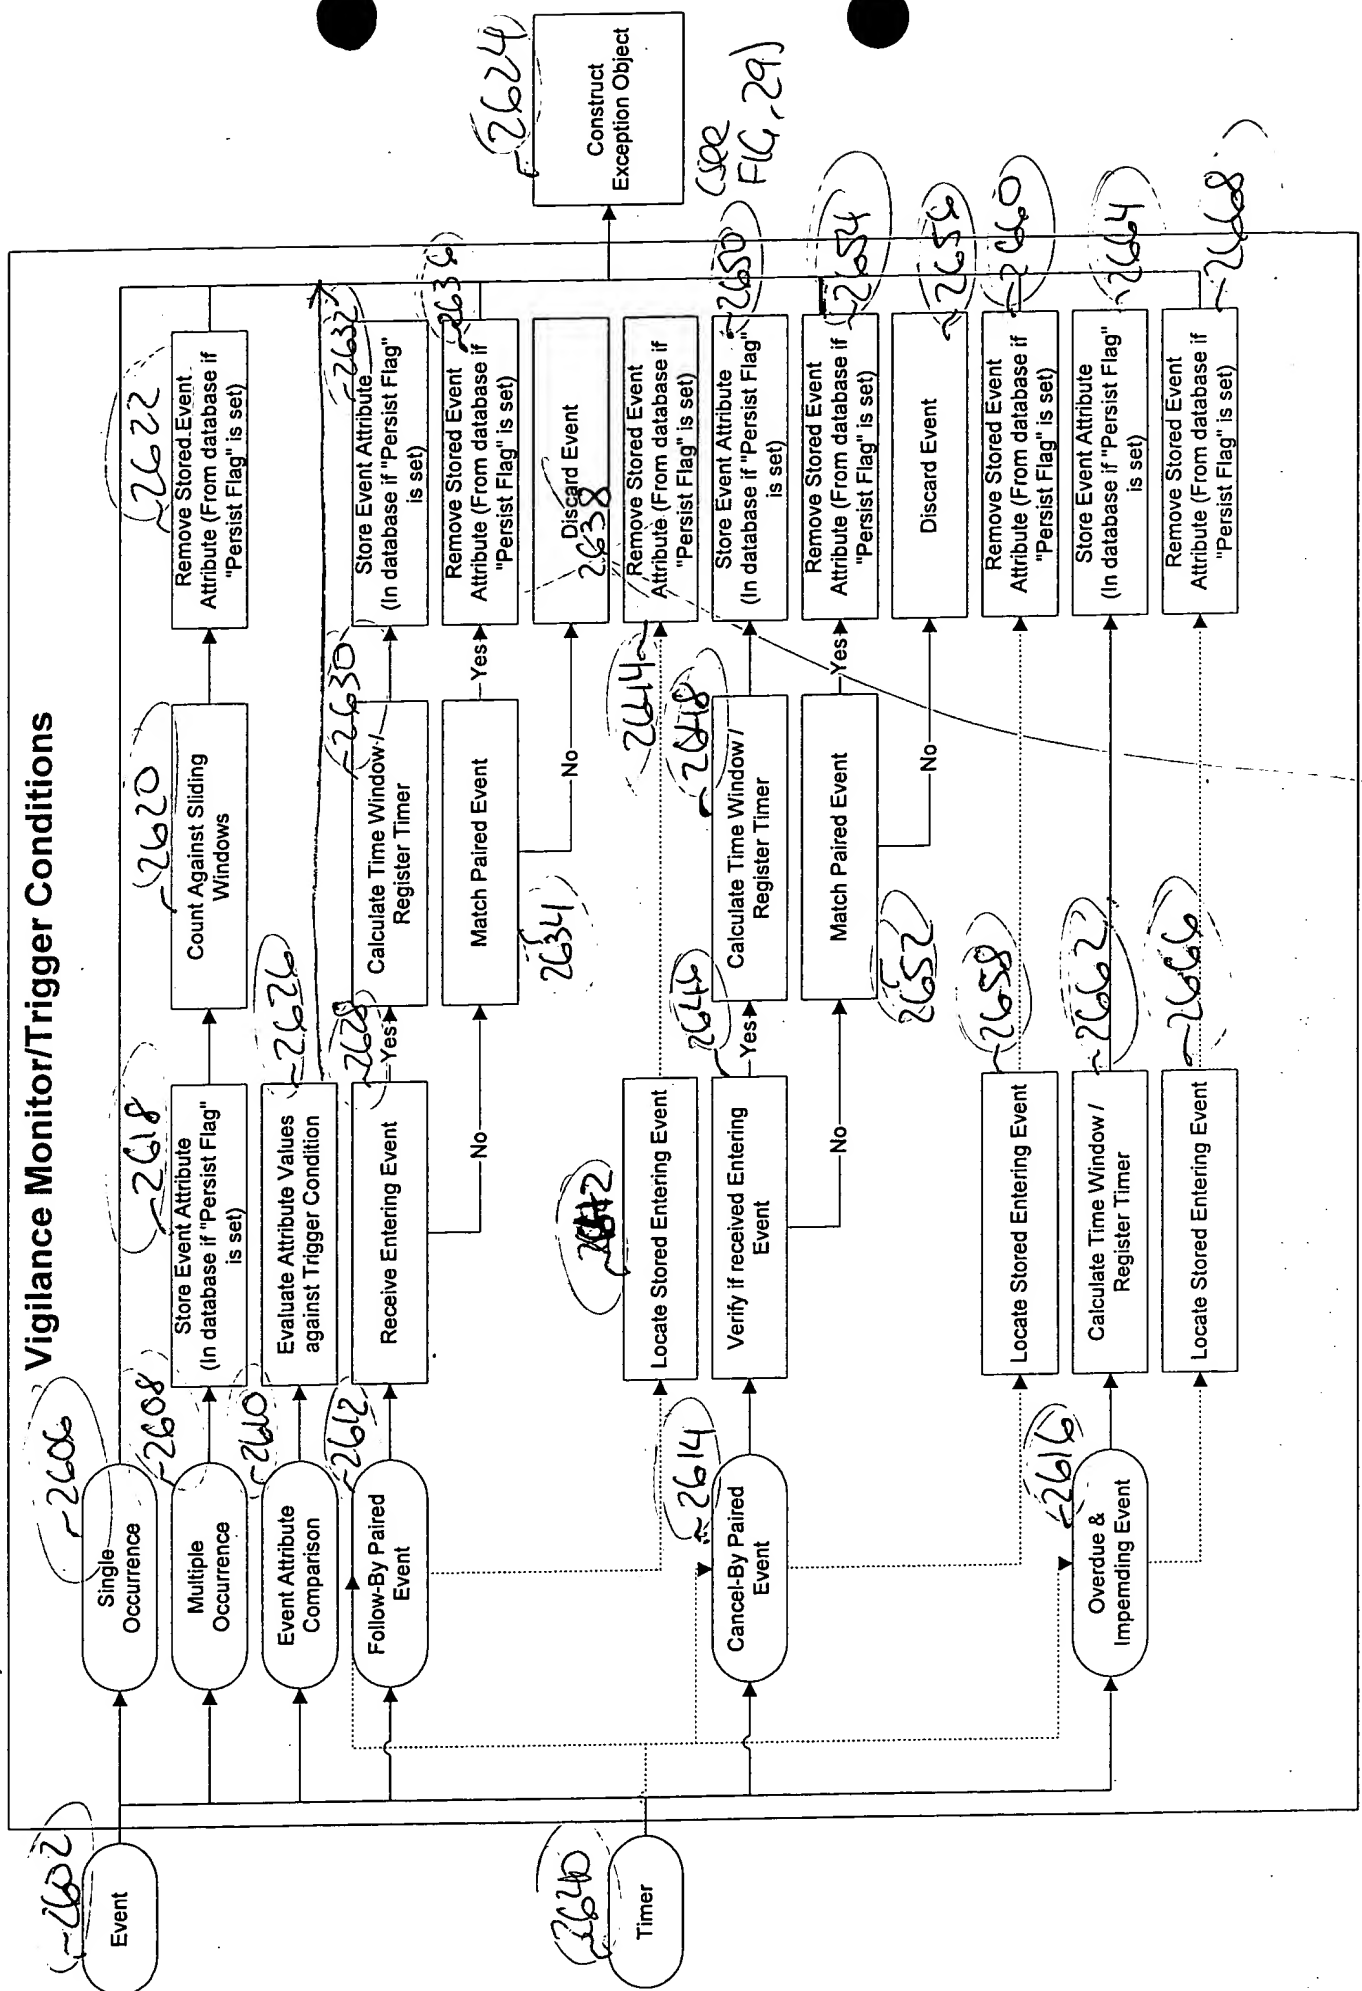 Vigilance Monitor/Trigger Conditions
~2602
Event
~2606
Single
Occurrence
~2608
Multiple
Occurrence
~2618
Store Event Attribute
(In database if "Persist Flag"
is set)
~2620
Count Against Sliding
Windows
~2622
Remove Stored Event
Attribute (From database if
"Persist Flag" is set)
~2624
Construct
Exception Object
(see
FIG. 29)
~2610
Event Attribute
Comparison
~2626
Evaluate Attribute Values
against Trigger Condition
~2612
Follow-By Paired
Event
~2628
Receive Entering Event
Yes
~2630
Calculate Time Window /
Register Timer
~2632
Store Event Attribute
(In database if "Persist Flag"
is set)
No
2634
Match Paired Event
Yes
~2636
Remove Stored Event
Attribute (From database if
"Persist Flag" is set)
No
Discard Event
2638
~2640
Timer
2642
Locate Stored Entering Event
2644~
Remove Stored Event
Attribute (From database if
"Persist Flag" is set)
~2614
Cancel-By Paired
Event
~2646
Verify if received Entering
Event
Yes
~2648
Calculate Time Window /
Register Timer
~2650
Store Event Attribute
(In database if "Persist Flag"
is set)
No
2652
Match Paired Event
Yes
~2654
Remove Stored Event
Attribute (From database if
"Persist Flag" is set)
No
~2656
Discard Event
~2658
Locate Stored Entering Event
~2660
Remove Stored Event
Attribute (From database if
"Persist Flag" is set)
~2616
Overdue &
Impemding Event
~2662
Calculate Time Window /
Register Timer
~2664
Store Event Attribute
(In database if "Persist Flag"
is set)
~2666
Locate Stored Entering Event
~2668
Remove Stored Event
Attribute (From database if
"Persist Flag" is set)